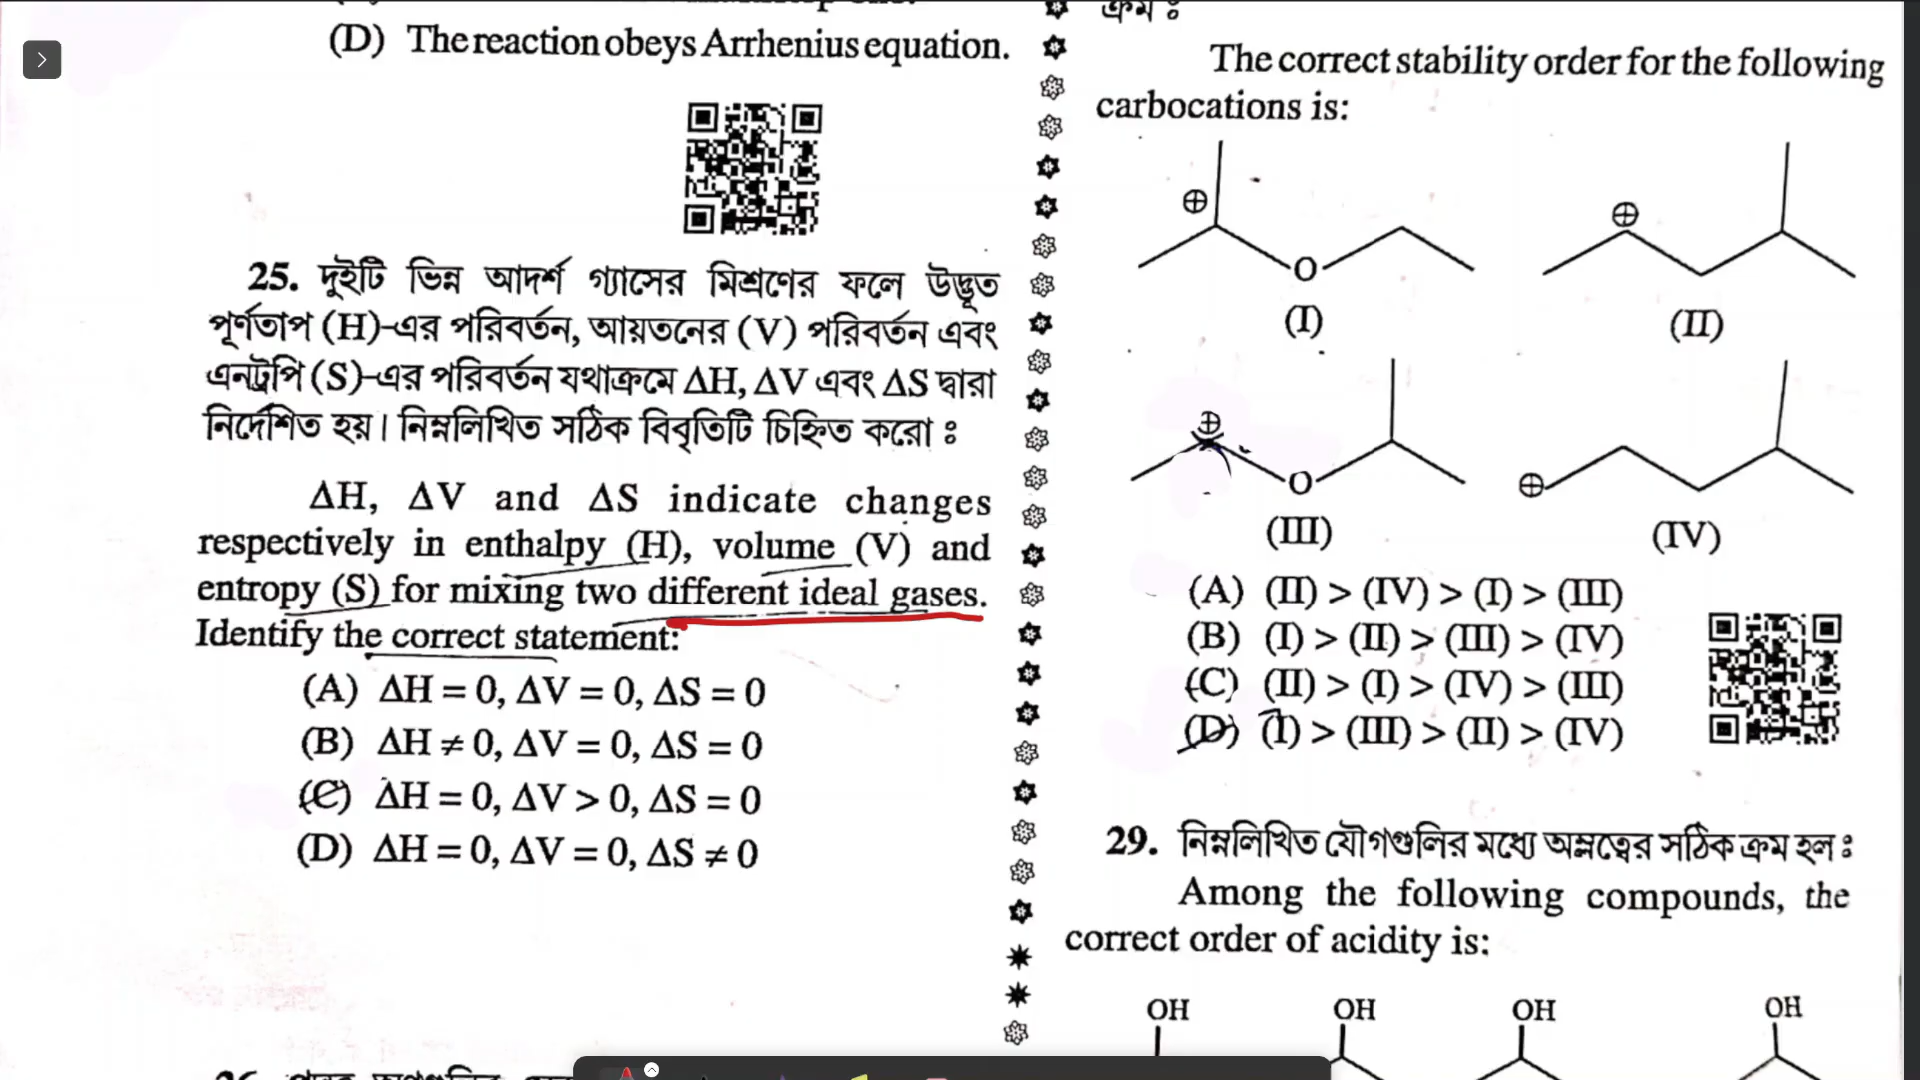 (D) The reaction obeys Arrhenius equation.
25. দুইটি ভিন্ন আদর্শ গ্যাসের মিশ্রণের ফলে উদ্ভূত
পূর্ণতাপ (H)-এর পরিবর্তন, আয়তনের (V) পরিবর্তন এবং
এনট্রপি (S)-এর পরিবর্তন যথাক্রমে ΔH, ΔV এবং ΔS দ্বারা
নির্দেশিত হয়। নিম্নলিখিত সঠিক বিবৃতিটি চিহ্নিত করো ঃ
ΔH, ΔV and ΔS indicate changes
respectively in enthalpy (H), volume (V) and
entropy (S) for mixing two different ideal gases.
Identify the correct statement:
(A) ΔH = 0, ΔV = 0, ΔS = 0
(B) ΔH ≠ 0, ΔV = 0, ΔS = 0
(C) ΔH = 0, ΔV > 0, ΔS = 0
(D) ΔH = 0, ΔV = 0, ΔS ≠ 0
ক্রম ঃ
The correct stability order for the following
carbocations is:
⊕ O
(I)
⊕
(II)
⊕ O
(III)
⊕
(IV)
(A) (II) > (IV) > (I) > (III)
(B) (I) > (II) > (III) > (IV)
(C) (II) > (I) > (IV) > (III)
(D) (I) > (III) > (II) > (IV)
29. নিম্নলিখিত যৌগগুলির মধ্যে অম্লত্বের সঠিক ক্রম হল ঃ
Among the following compounds, the
correct order of acidity is:
OH OH OH OH